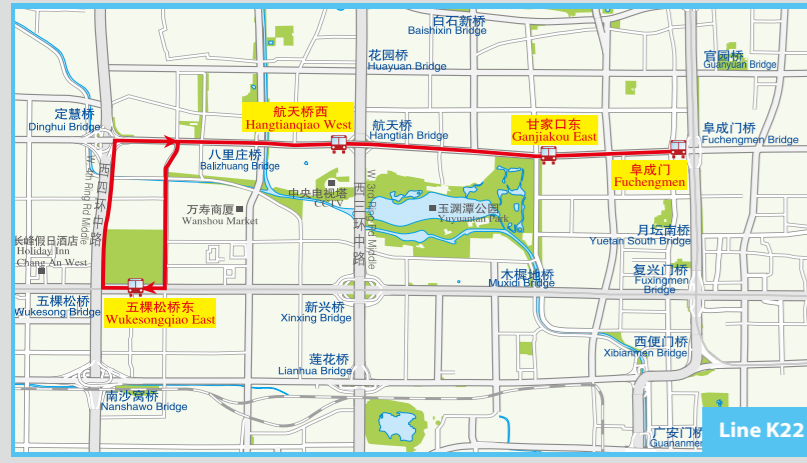 白石新桥
Baishixin Bridge
花园桥
Huayuan Bridge
官园桥
Guanyuan Bridge
定慧桥
Dinghui Bridge
航天桥西
Hangtianqiao West
航天桥
Hangtian Bridge
甘家口东
Ganjiakou East
阜成门桥
Fuchengmen Bridge
八里庄桥
Balizhuang Bridge
阜成门
Fuchengmen
西四环中路
W 4th Ring Rd Middle
中央电视塔
CCTV
西三环中路
W 3rd Ring Rd Middle
万寿商厦
Wanshou Market
玉渊潭公园
Yuyuantan Park
月坛南桥
Yuetan South Bridge
长峰假日酒店
Holiday Inn
Chang An West
木樨地桥
Muxidi Bridge
复兴门桥
Fuxingmen
Bridge
五棵松桥
Wukesong Bridge
五棵松桥东
Wukesongqiao East
新兴桥
Xinxing Bridge
西便门桥
Xibianmen Bridge
莲花桥
Lianhua Bridge
南沙窝桥
Nanshawo Bridge
广安门桥
Guananmen
Line K22